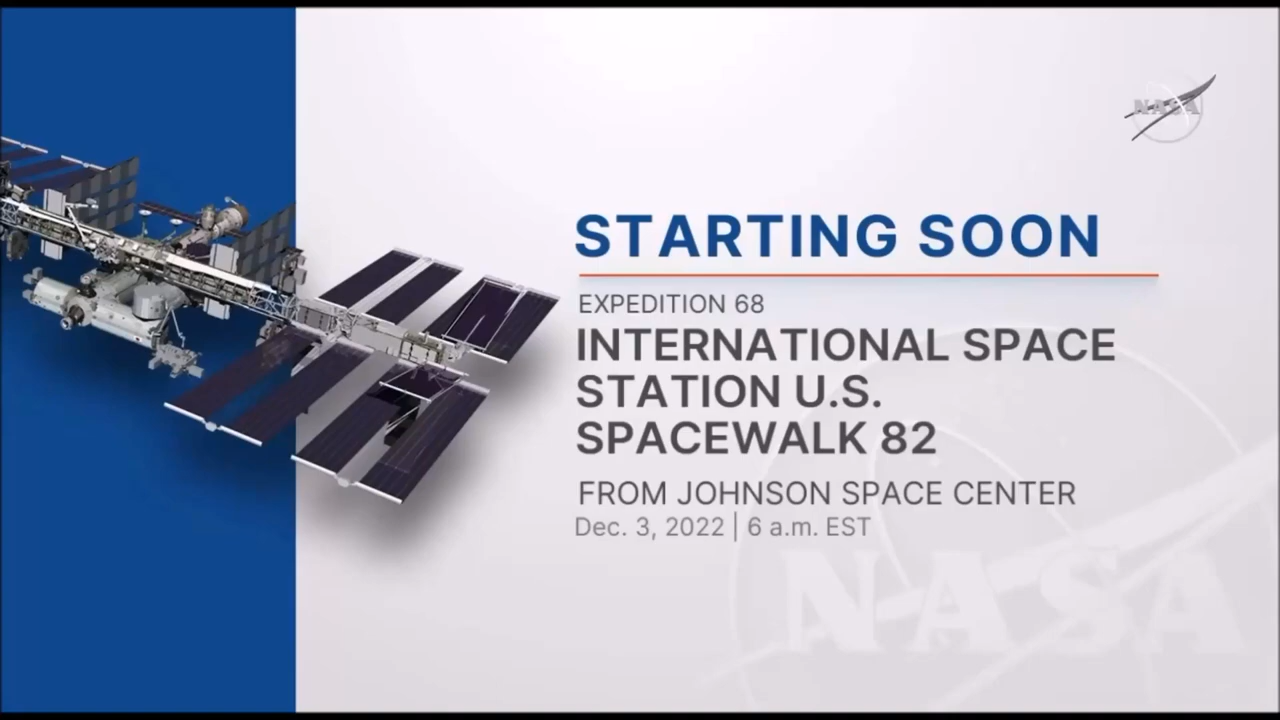 NASA
STARTING SOON
EXPEDITION 68
INTERNATIONAL SPACE
STATION U.S.
SPACEWALK 82
FROM JOHNSON SPACE CENTER
Dec. 3, 2022 | 6 a.m. EST
NASA